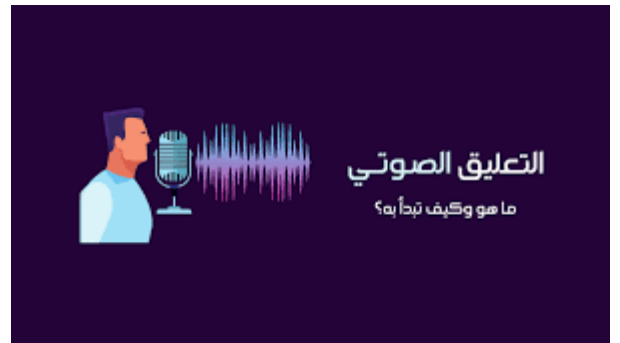 التعليق الصوتي
ما هو وكيف تبدأ به؟